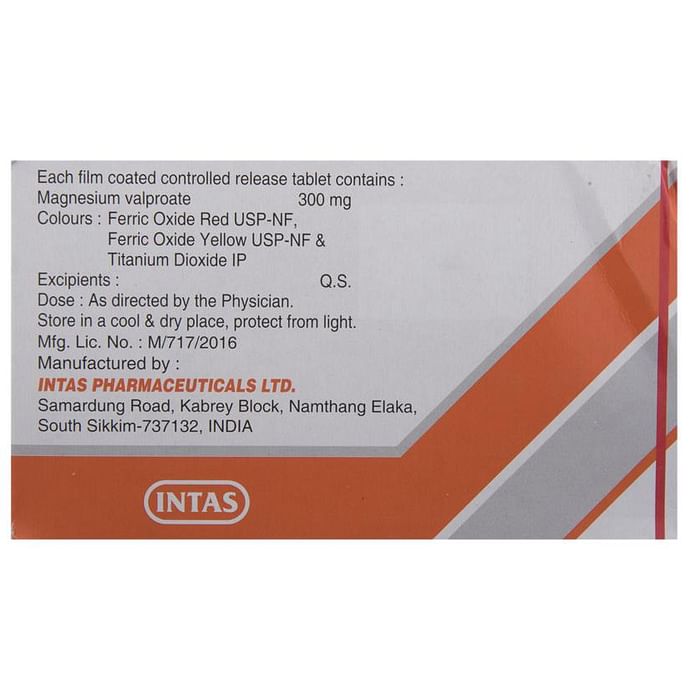 Each film coated controlled release tablet contains :
Magnesium valproate 300 mg
Colours : Ferric Oxide Red USP-NF,
Ferric Oxide Yellow USP-NF &
Titanium Dioxide IP
Excipients : Q.S.
Dose : As directed by the Physician.
Store in a cool & dry place, protect from light.
Mfg. Lic. No. : M/717/2016
Manufactured by :
INTAS PHARMACEUTICALS LTD.
Samardung Road, Kabrey Block, Namthang Elaka,
South Sikkim-737132, INDIA
INTAS